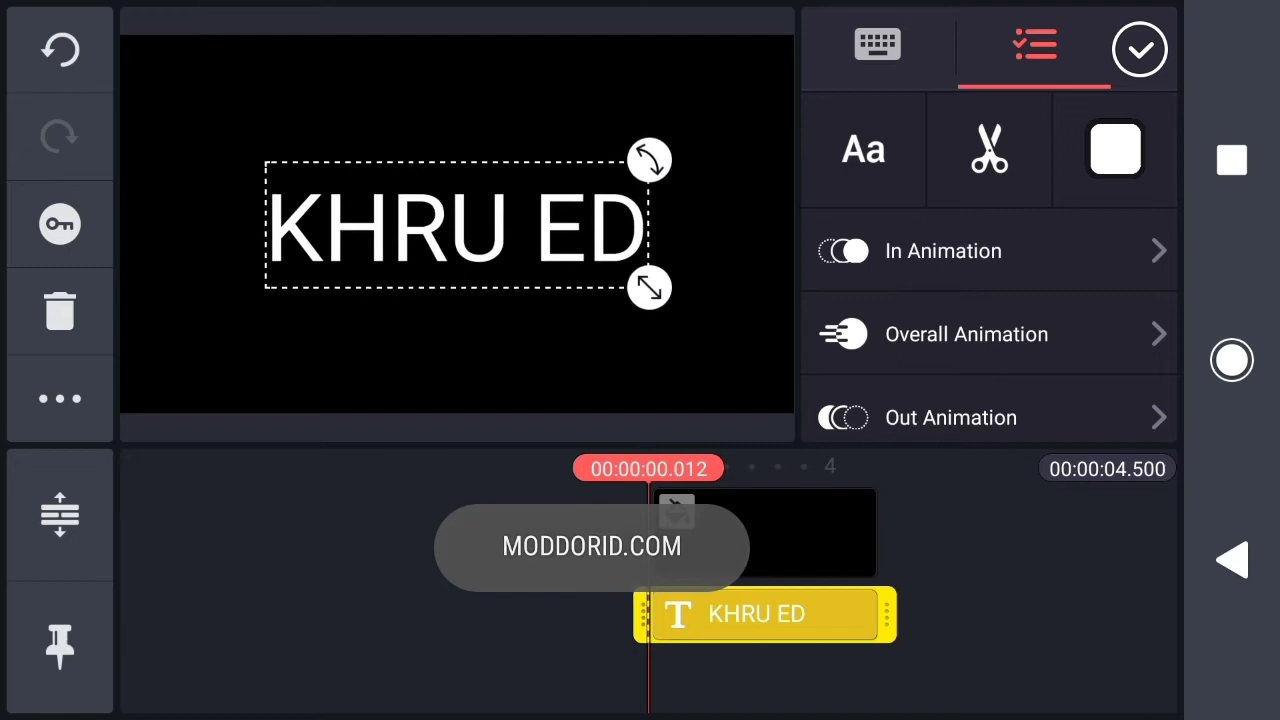 KHRU ED
Aa
In Animation
Overall Animation
Out Animation
00:00:00.012
4
00:00:04.500
MODDORID.COM
T KHRU ED